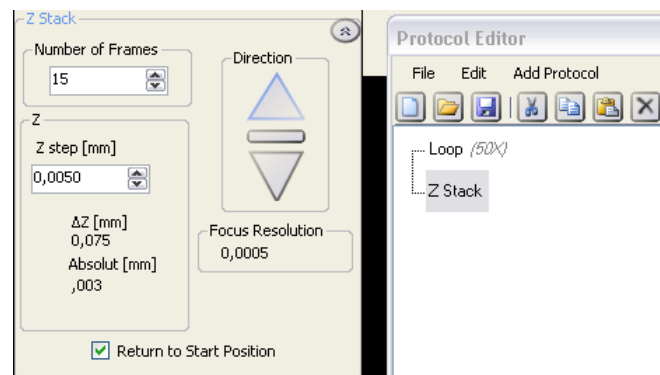 Z Stack
Number of Frames
15
Direction
Z
Z step [mm]
0,0050
ΔZ [mm]
0,075
Absolut [mm]
,003
Focus Resolution
0,0005
Return to Start Position
Protocol Editor
File Edit Add Protocol
Loop (50X)
Z Stack